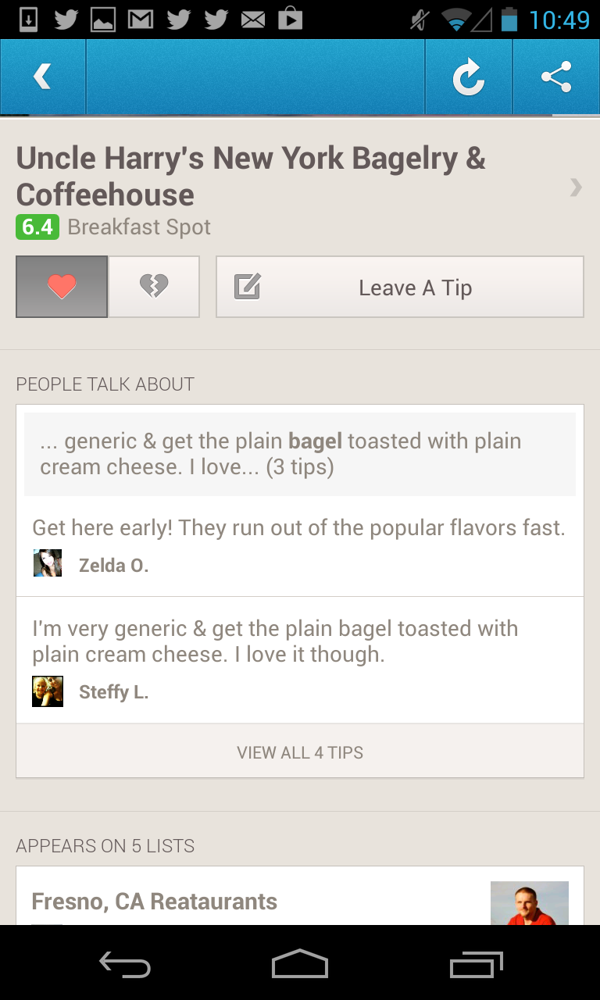 10:49
Uncle Harry's New York Bagelry &
Coffeehouse
6.4 Breakfast Spot
Leave A Tip
PEOPLE TALK ABOUT
... generic & get the plain bagel toasted with plain
cream cheese. I love... (3 tips)
Get here early! They run out of the popular flavors fast.
Zelda O.
I'm very generic & get the plain bagel toasted with
plain cream cheese. I love it though.
Steffy L.
VIEW ALL 4 TIPS
APPEARS ON 5 LISTS
Fresno, CA Reataurants